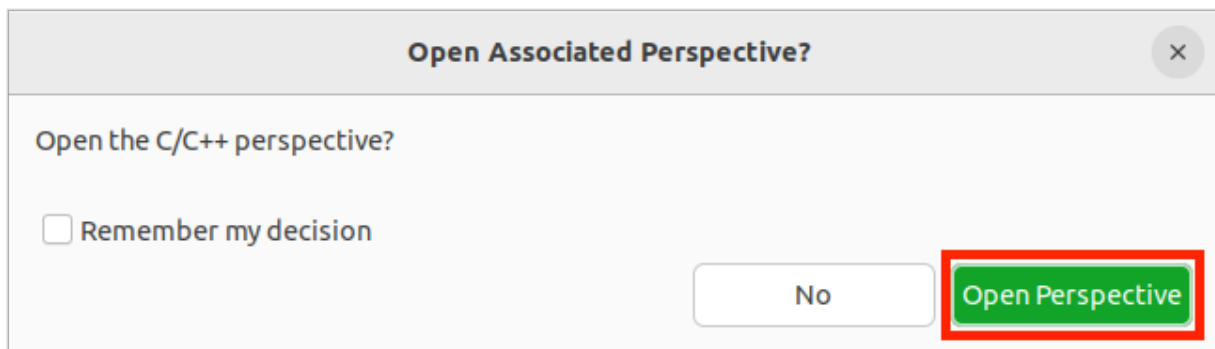 Open Associated Perspective?
Open the C/C++ perspective?
Remember my decision
No
Open Perspective